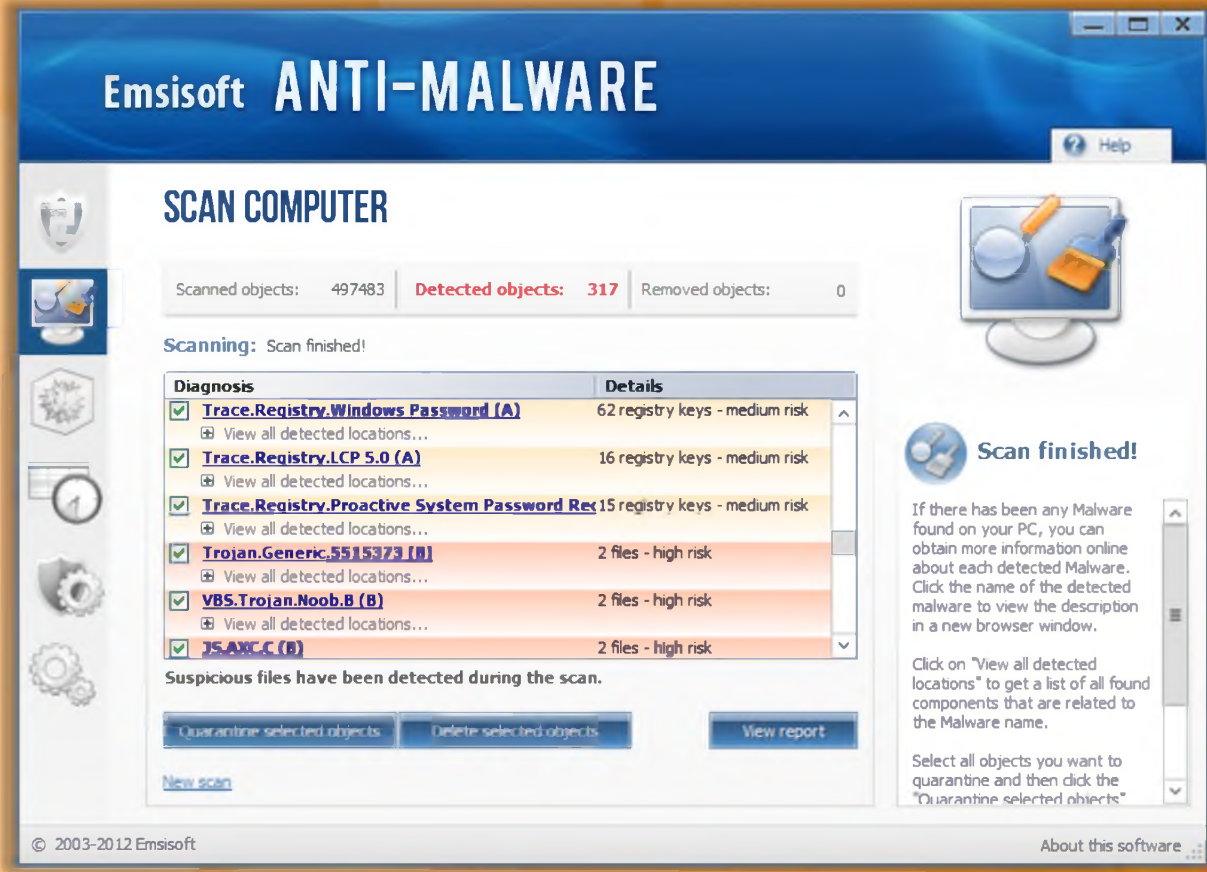 Emsisoft ANTI-MALWARE
Help
SCAN COMPUTER
Scanned objects: 497483 Detected objects: 317 Removed objects: 0
Scanning: Scan finished!
Diagnosis Details
Trace.Registry.Windows Password (A) 62 registry keys - medium risk
View all detected locations...
Trace.Registry.LCP 5.0 (A) 16 registry keys - medium risk
View all detected locations...
Trace.Registry.Proactive System Password Rec 15 registry keys - medium risk
View all detected locations...
Trojan.Generic.5515373 (B) 2 files - high risk
View all detected locations...
VBS.Trojan.Noob.B (B) 2 files - high risk
View all detected locations...
JS.AXC.C (B) 2 files - high risk
Suspicious files have been detected during the scan.
Quarantine selected objects Delete selected objects View report
New scan
Scan finished!
If there has been any Malware
found on your PC, you can
obtain more information online
about each detected Malware.
Click the name of the detected
malware to view the description
in a new browser window.
Click on "View all detected
locations" to get a list of all found
components that are related to
the Malware name.
Select all objects you want to
quarantine and then click the
"Quarantine selected objects"
© 2003-2012 Emsisoft About this software